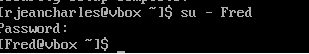 [rjeancharles@vbox ~]$ su - Fred
Password:
[Fred@vbox ~]$